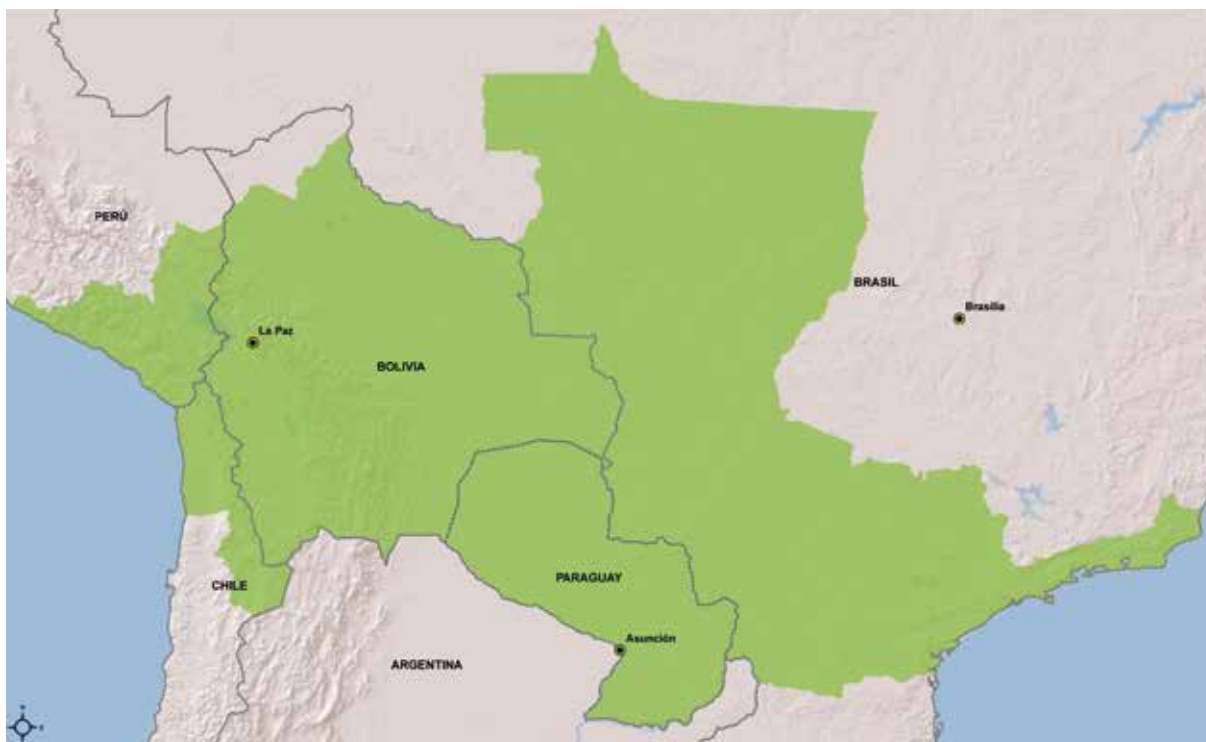 PERÚ
BRASIL
Brasilia
La Paz
BOLIVIA
CHILE
PARAGUAY
Asunción
ARGENTINA